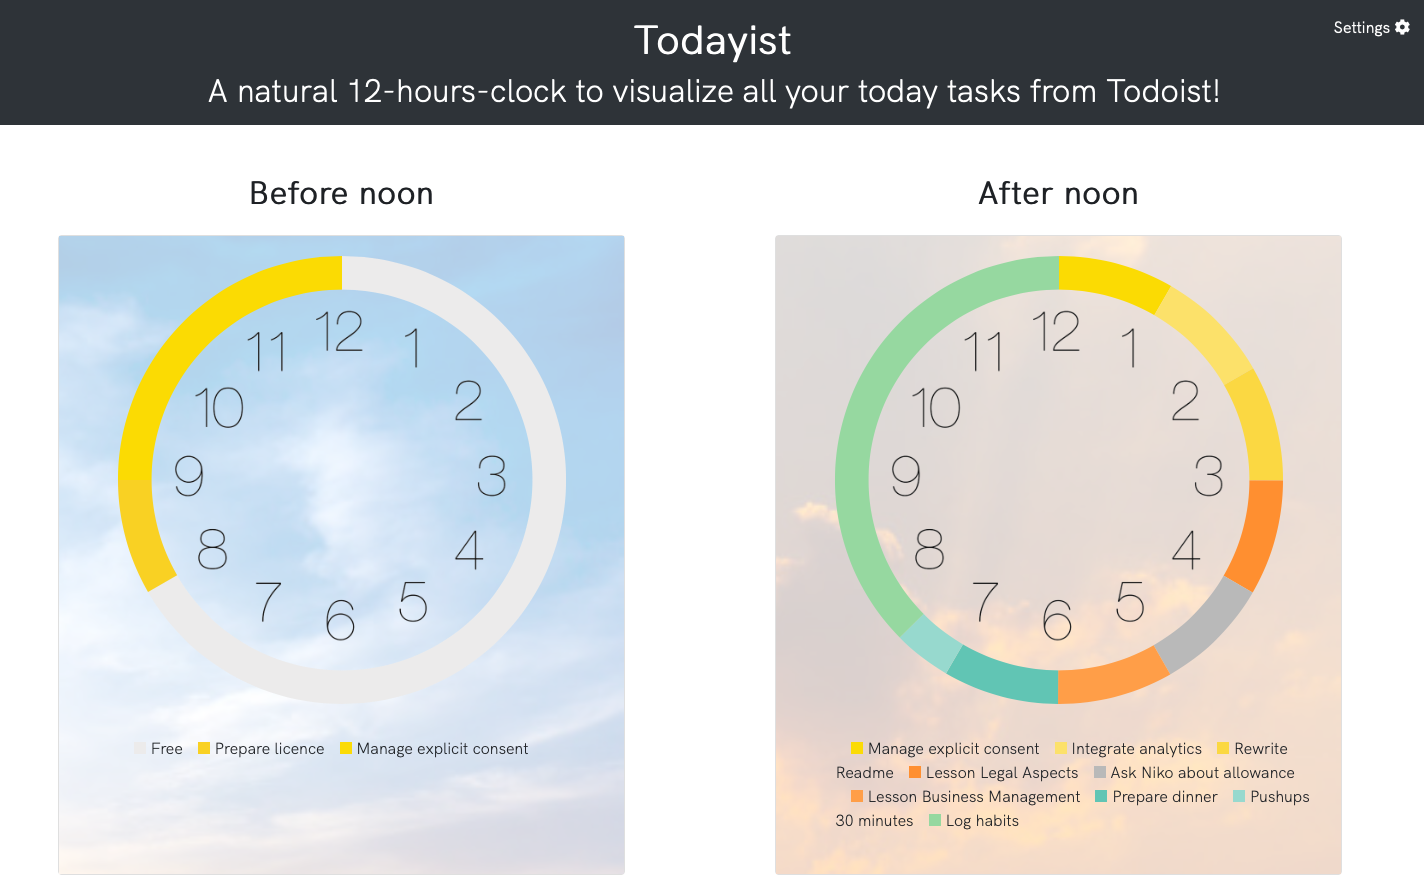 Todayist
Settings
A natural 12-hours-clock to visualize all your today tasks from Todoist!
Before noon
12
1
2
3
4
5
6
7
8
9
10
11
Free Prepare licence Manage explicit consent
After noon
12
1
2
3
4
5
6
7
8
9
10
11
Manage explicit consent Integrate analytics Rewrite
Readme Lesson Legal Aspects Ask Niko about allowance
Lesson Business Management Prepare dinner Pushups
30 minutes Log habits